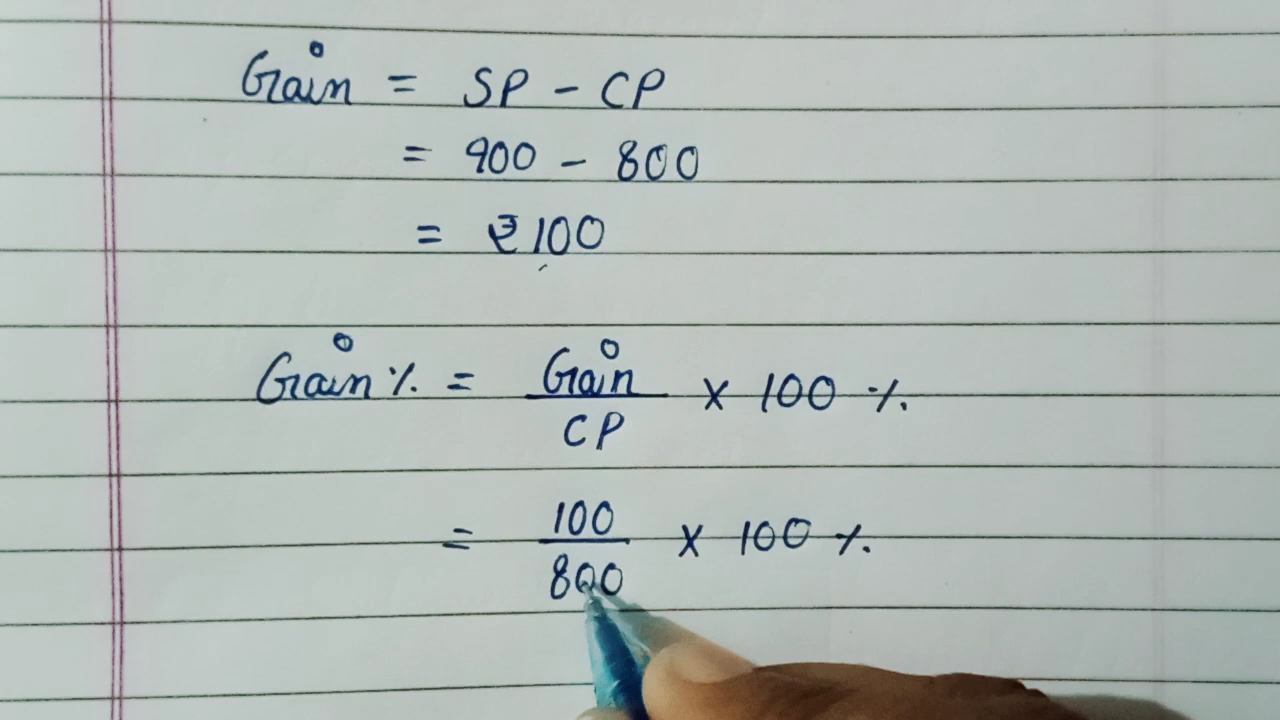 Gain = SP - CP
= 900 - 800
= ₹100
Gain % = Gain/CP × 100 %
= 100/800 × 100 %